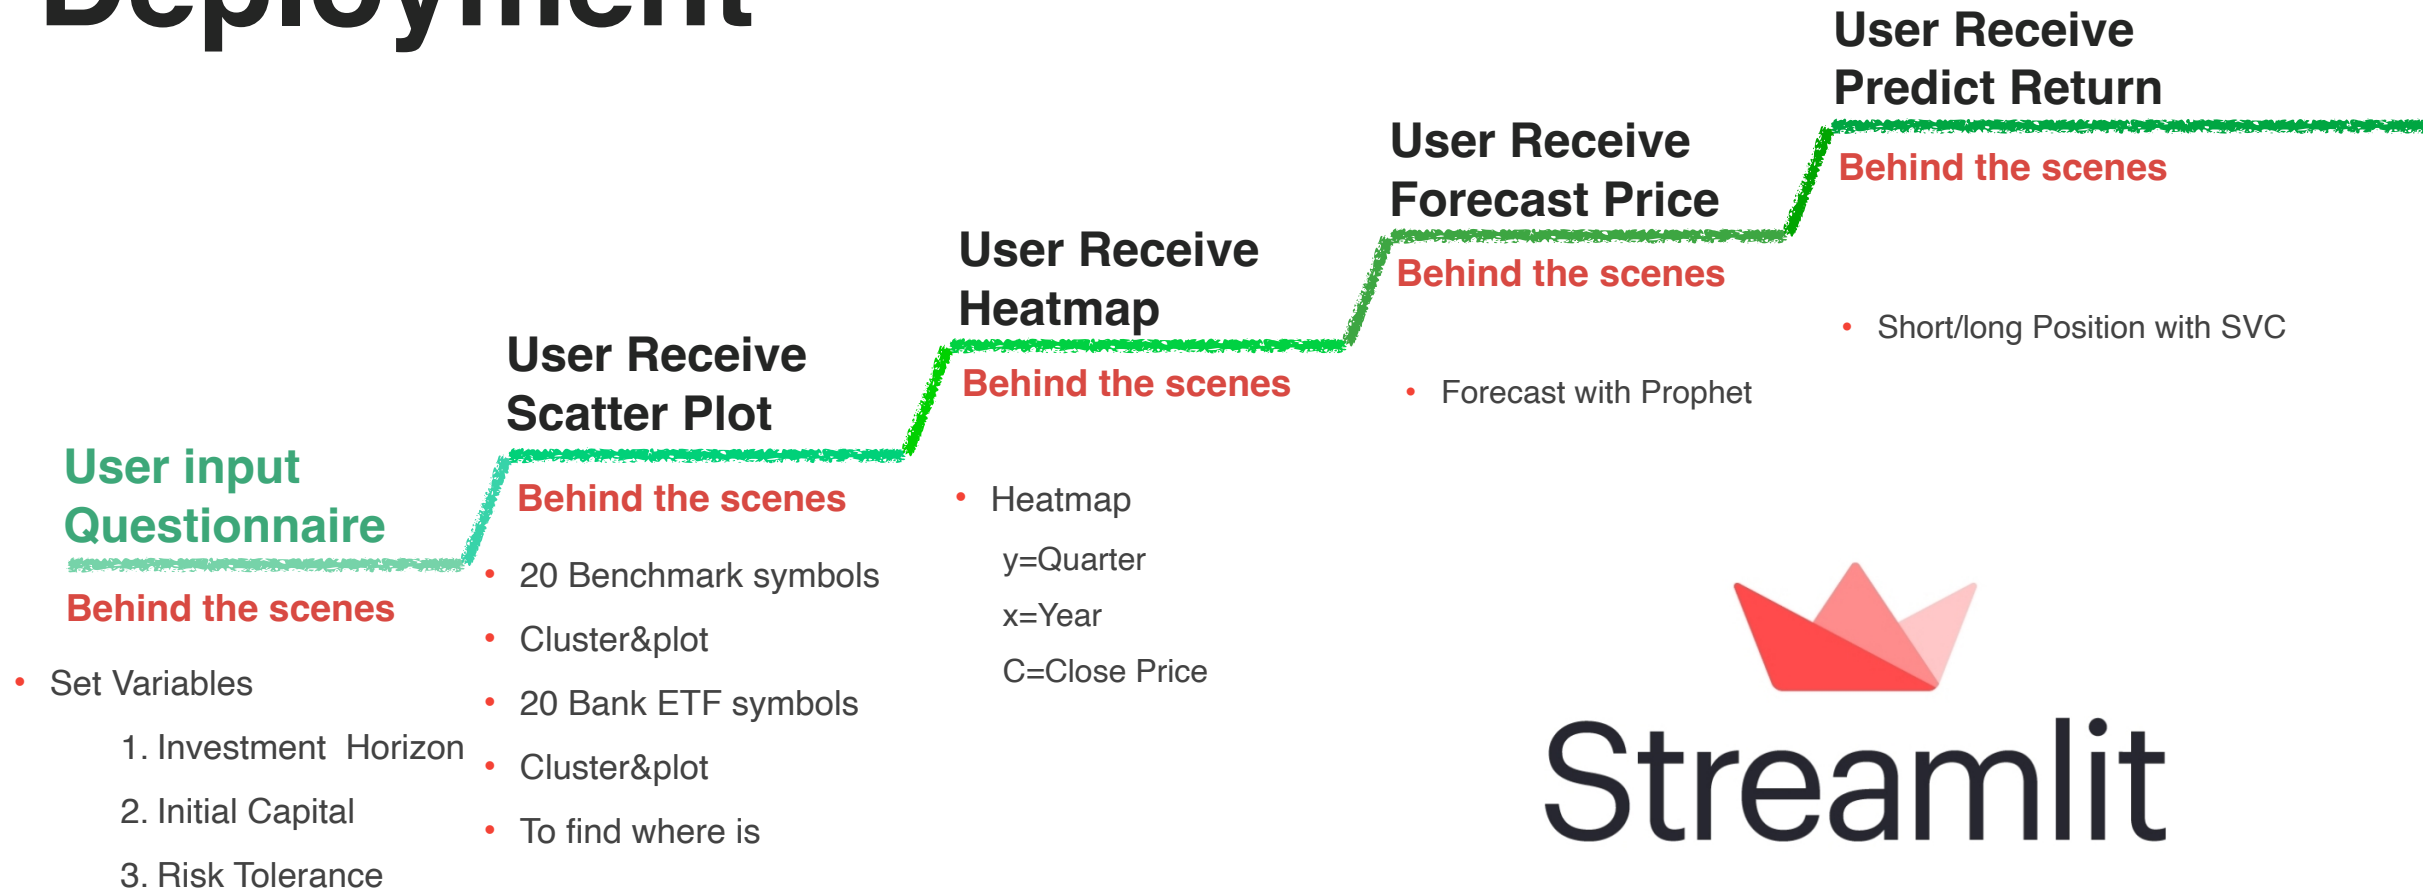 Deployment
User input
Questionnaire
Behind the scenes
• Set Variables
1. Investment  Horizon
2. Initial Capital
3. Risk Tolerance
User Receive
Scatter Plot
Behind the scenes
• 20 Benchmark symbols
• Cluster&plot
• 20 Bank ETF symbols
• Cluster&plot
• To find where is
User Receive
Heatmap
Behind the scenes
• Heatmap
y=Quarter
x=Year
C=Close Price
User Receive
Forecast Price
Behind the scenes
• Forecast with Prophet
User Receive
Predict Return
Behind the scenes
• Short/long Position with SVC
Streamlit